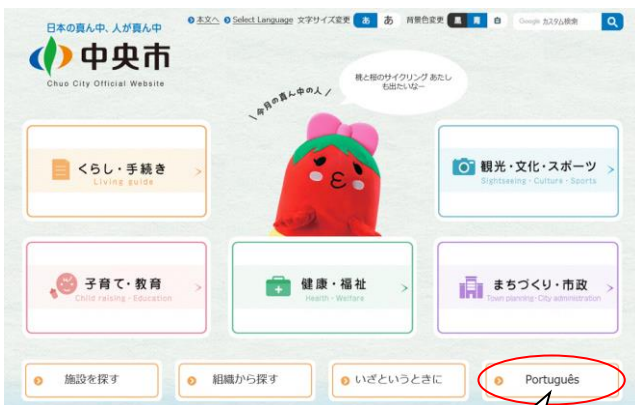 日本の真ん中、人が真ん中
中央市
Chuo City Official Website
本文へ Select Language 文字サイズ変更 あ あ 背景色変更 黒 青 白 Google カスタム検索
\今月の真ん中の人/
桃と桜のサイクリング あたし
も出たいなー
くらし・手続き
Living guide
観光・文化・スポーツ
Sightseeing・Culture・Sports
子育て・教育
Child raising・Education
健康・福祉
Health・Welfare
まちづくり・市政
Town planning・City administration
施設を探す
組織から探す
いざというときに
Português